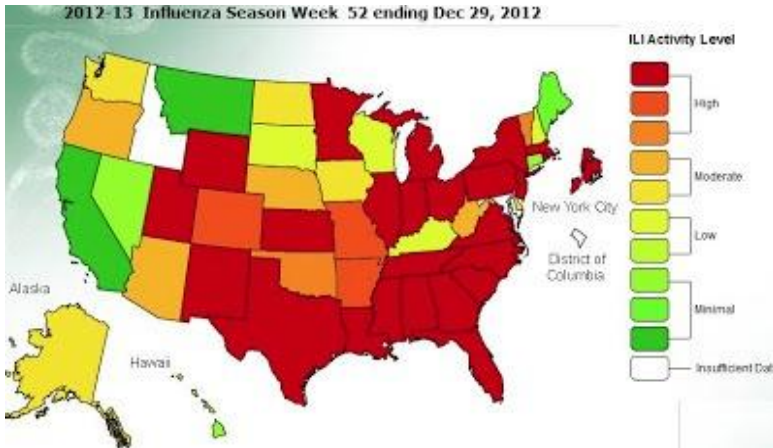 2012-13 Influenza Season Week 52 ending Dec 29, 2012
ILI Activity Level
High
Moderate
New York City
Low
District of
Columbia
Alaska
Minimal
Hawaii
Insufficient Dat